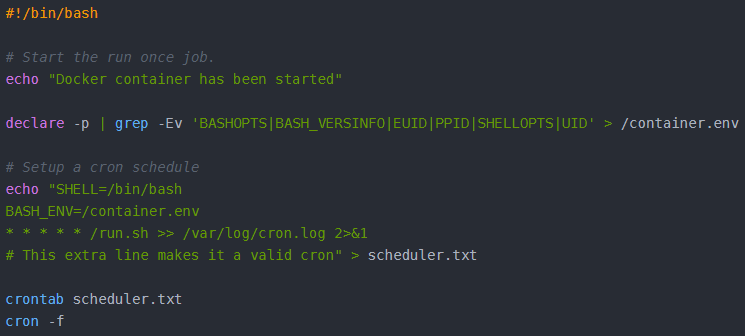 #!/bin/bash
# Start the run once job.
echo "Docker container has been started"
declare -p | grep -Ev 'BASHOPTS|BASH_VERSINFO|EUID|PPID|SHELLOPTS|UID' > /container.env
# Setup a cron schedule
echo "SHELL=/bin/bash
BASH_ENV=/container.env
* * * * * /run.sh >> /var/log/cron.log 2>&1
# This extra line makes it a valid cron" > scheduler.txt
crontab scheduler.txt
cron -f